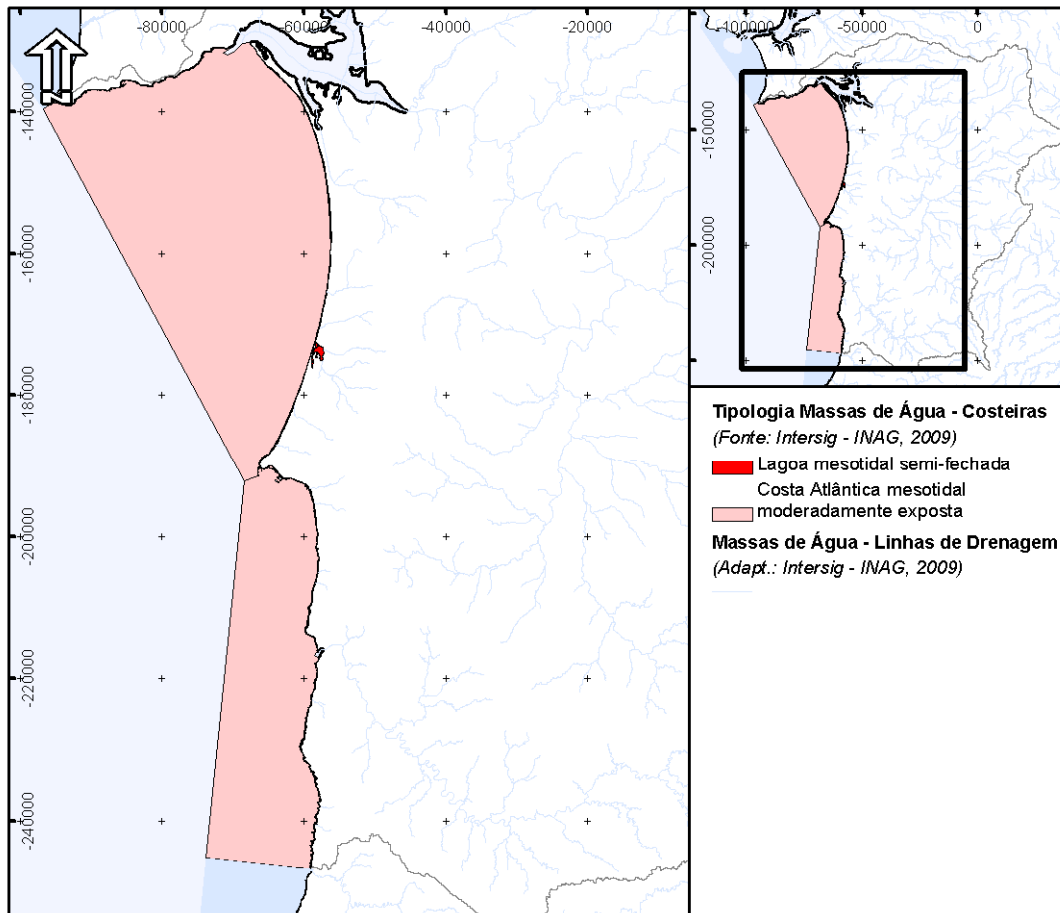 -80000 -60000 -40000 -20000
-140000
-160000
-180000
-200000
-220000
-240000
-100000 -50000 0
-150000
-200000
Tipologia Massas de Água - Costeiras
(Fonte: Intersig - INAG, 2009)
Lagoa mesotidal semi-fechada
Costa Atlântica mesotidal
moderadamente exposta
Massas de Água - Linhas de Drenagem
(Adapt.: Intersig - INAG, 2009)